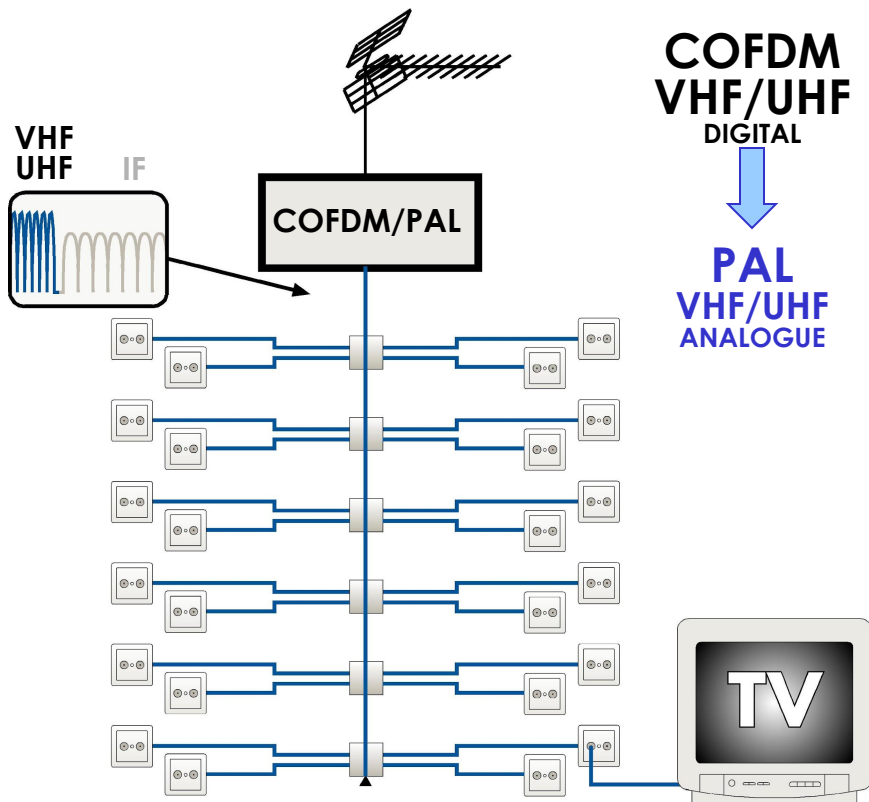 COFDM
VHF/UHF
DIGITAL
VHF
UHF IF
COFDM/PAL
PAL
VHF/UHF
ANALOGUE
TV